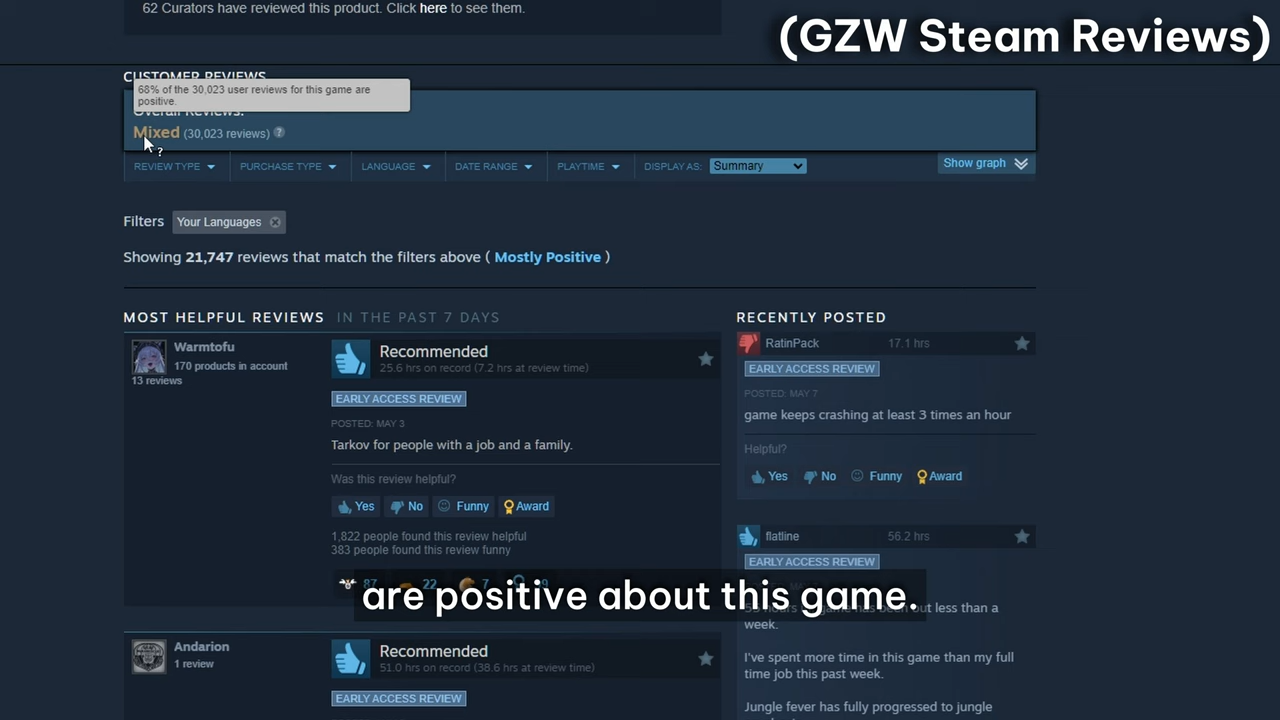 62 Curators have reviewed this product. Click here to see them.
(GZW Steam Reviews)
CUSTOMER REVIEWS
68% of the 30,023 user reviews for this game are
positive.
Overall Reviews:
Mixed (30,023 reviews) ?
REVIEW TYPE PURCHASE TYPE LANGUAGE DATE RANGE PLAYTIME DISPLAY AS: Summary Show graph
Filters Your Languages
Showing 21,747 reviews that match the filters above ( Mostly Positive )
MOST HELPFUL REVIEWS IN THE PAST 7 DAYS
Warmtofu
170 products in account
13 reviews
Recommended
25.6 hrs on record (7.2 hrs at review time)
EARLY ACCESS REVIEW
POSTED: MAY 3
Tarkov for people with a job and a family.
Was this review helpful?
Yes No Funny Award
1,822 people found this review helpful
383 people found this review funny
87 22 7 9
Andarion
1 review
Recommended
51.0 hrs on record (38.6 hrs at review time)
EARLY ACCESS REVIEW
RECENTLY POSTED
RatinPack 17.1 hrs
EARLY ACCESS REVIEW
POSTED: MAY 7
game keeps crashing at least 3 times an hour
Helpful?
Yes No Funny Award
flatline 56.2 hrs
EARLY ACCESS REVIEW
out less than a
week.
I've spent more time in this game than my full
time job this past week.
Jungle fever has fully progressed to jungle
are positive about this game.